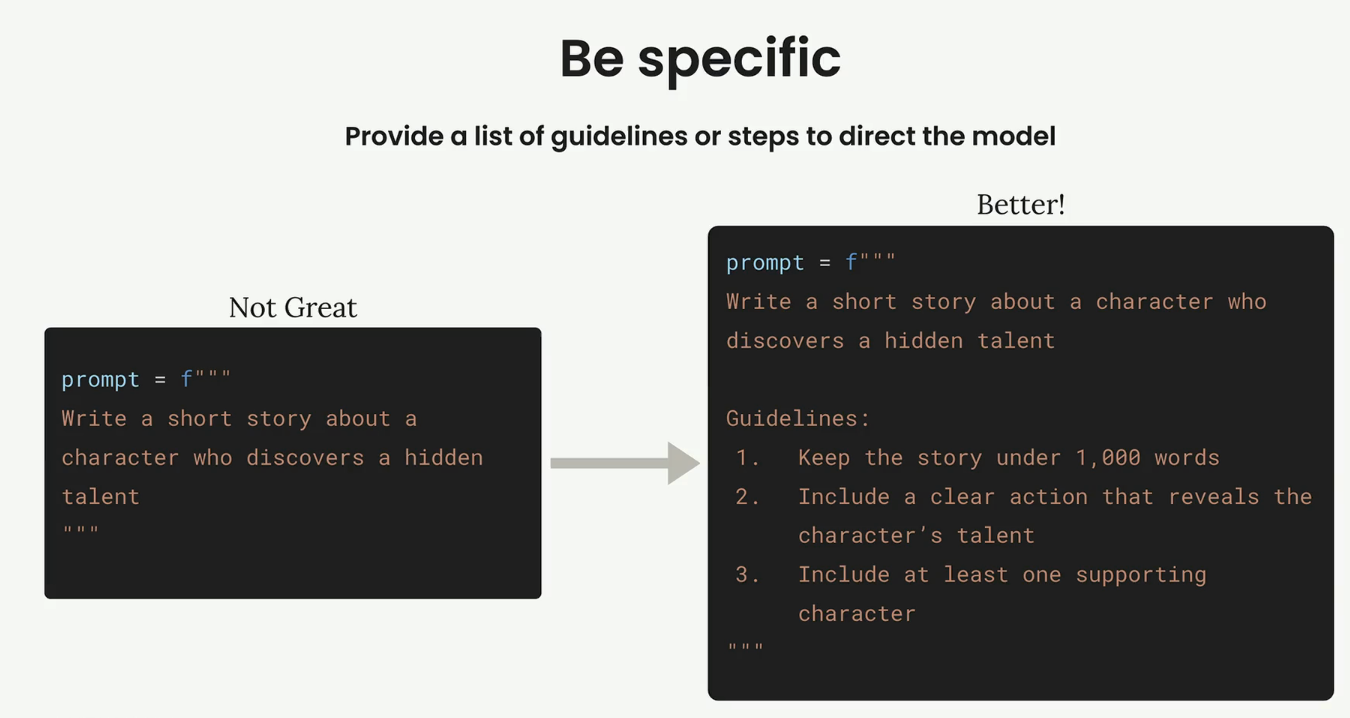 Be specific
Provide a list of guidelines or steps to direct the model
Not Great
prompt = f"""
Write a short story about a
character who discovers a hidden
talent
"""
Better!
prompt = f"""
Write a short story about a character who
discovers a hidden talent
Guidelines:
1. Keep the story under 1,000 words
2. Include a clear action that reveals the
character’s talent
3. Include at least one supporting
character
"""